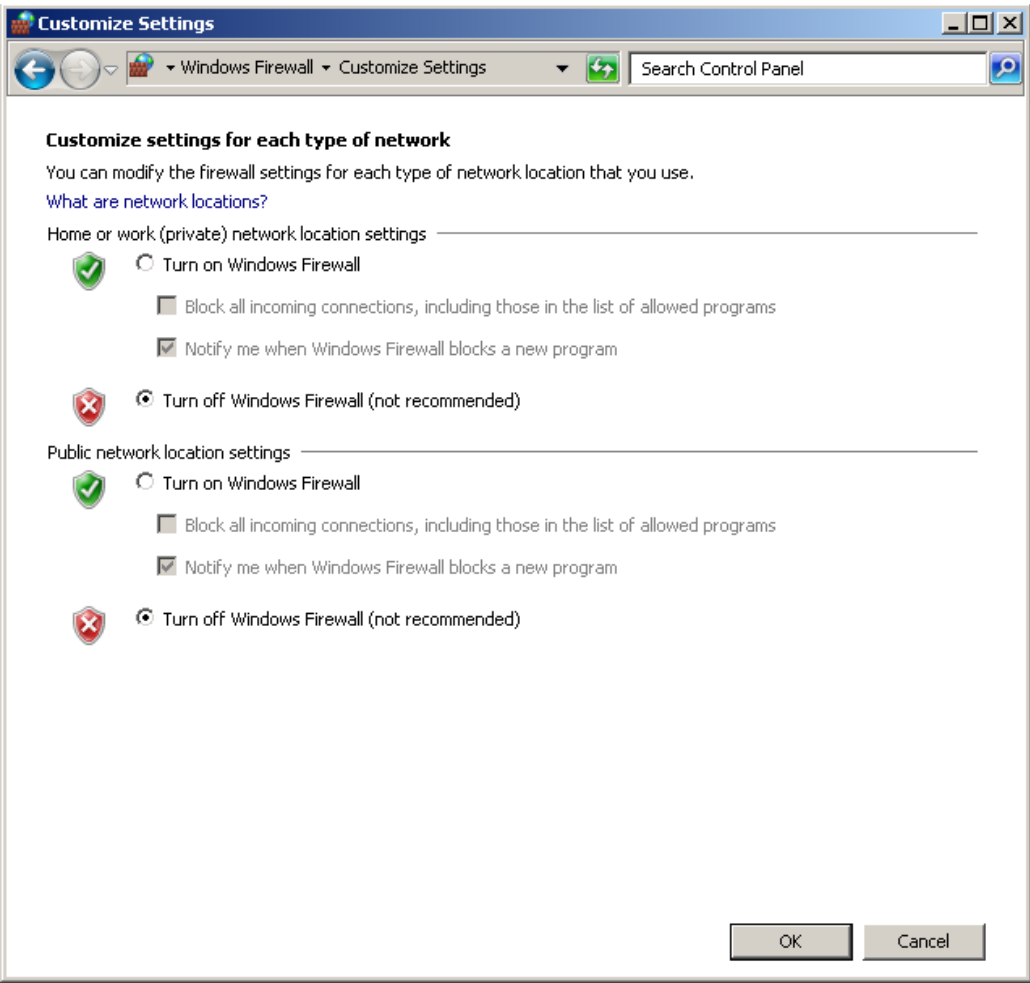 Customize Settings
Windows Firewall Customize Settings Search Control Panel
Customize settings for each type of network
You can modify the firewall settings for each type of network location that you use.
What are network locations?
Home or work (private) network location settings
Turn on Windows Firewall
Block all incoming connections, including those in the list of allowed programs
Notify me when Windows Firewall blocks a new program
Turn off Windows Firewall (not recommended)
Public network location settings
Turn on Windows Firewall
Block all incoming connections, including those in the list of allowed programs
Notify me when Windows Firewall blocks a new program
Turn off Windows Firewall (not recommended)
OK Cancel